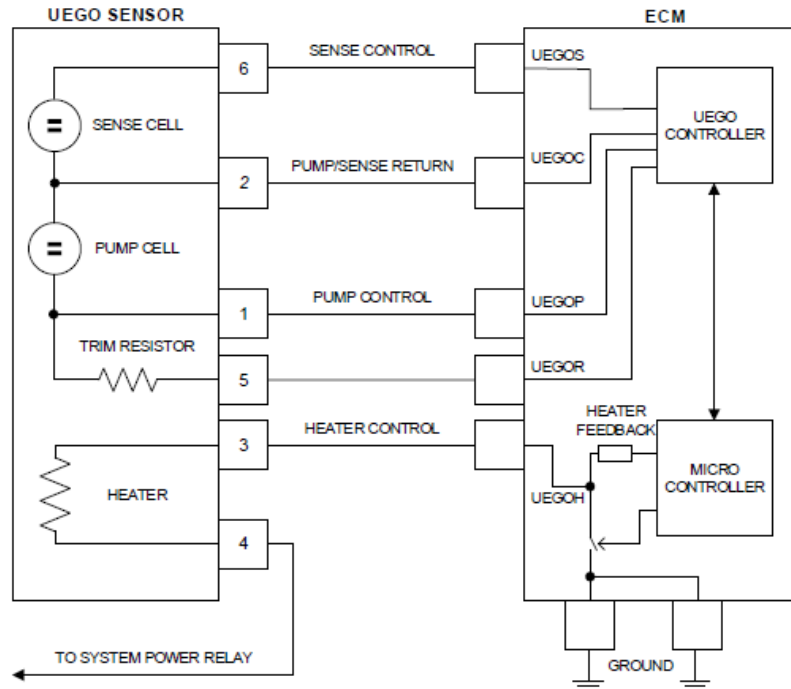 UEGO SENSOR
ECM
6
SENSE CONTROL
UEGOS
SENSE CELL
UEGO
CONTROLLER
2
PUMP/SENSE RETURN
UEGOC
PUMP CELL
1
PUMP CONTROL
UEGOP
TRIM RESISTOR
5
UEGOR
3
HEATER CONTROL
HEATER
FEEDBACK
MICRO
CONTROLLER
HEATER
UEGOH
4
TO SYSTEM POWER RELAY
GROUND